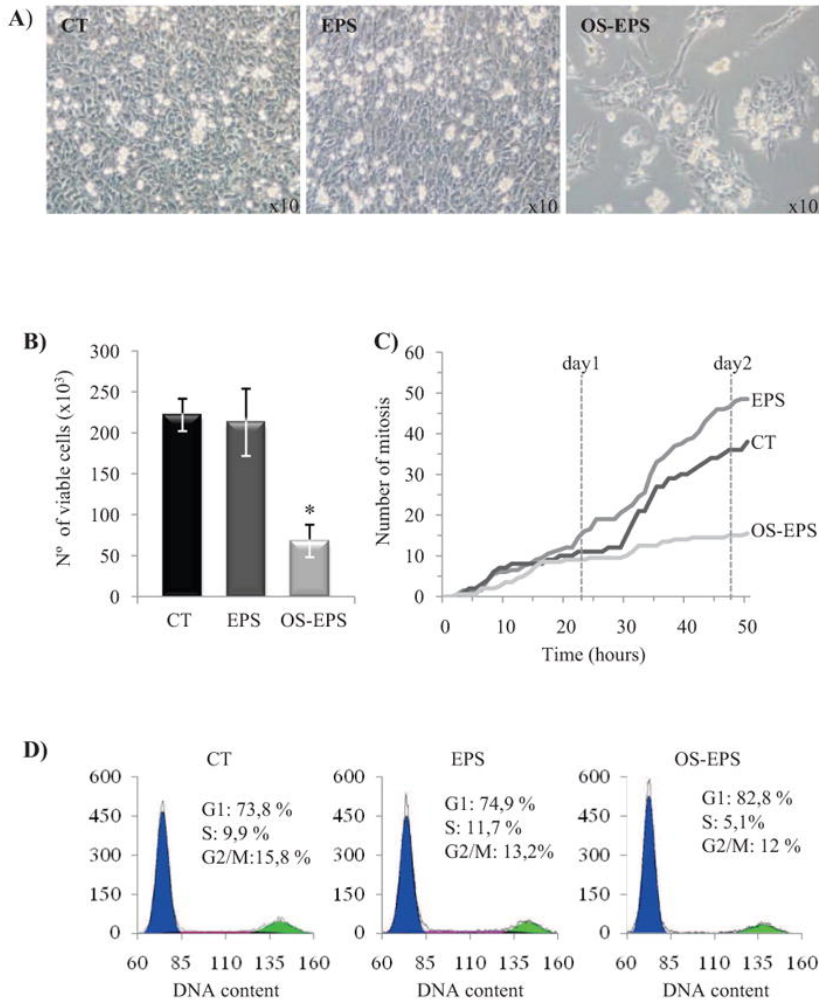 A)
CT
EPS
OS-EPS
x10
x10
x10
B)
Nº of viable cells (x10³)
300
250
200
150
100
50
0
*
CT
EPS
OS-EPS
C)
Number of mitosis
60
50
40
30
20
10
0
day1
day2
EPS
CT
OS-EPS
0
10
20
30
40
50
Time (hours)
D)
CT
600
450
300
150
0
G1: 73,8 %
S: 9,9 %
G2/M:15,8 %
60 85 110 135 160
DNA content
EPS
600
450
300
150
0
G1: 74,9 %
S: 11,7 %
G2/M: 13,2%
60 85 110 135 160
DNA content
OS-EPS
600
450
300
150
0
G1: 82,8 %
S: 5,1%
G2/M: 12 %
60 85 110 135 160
DNA content